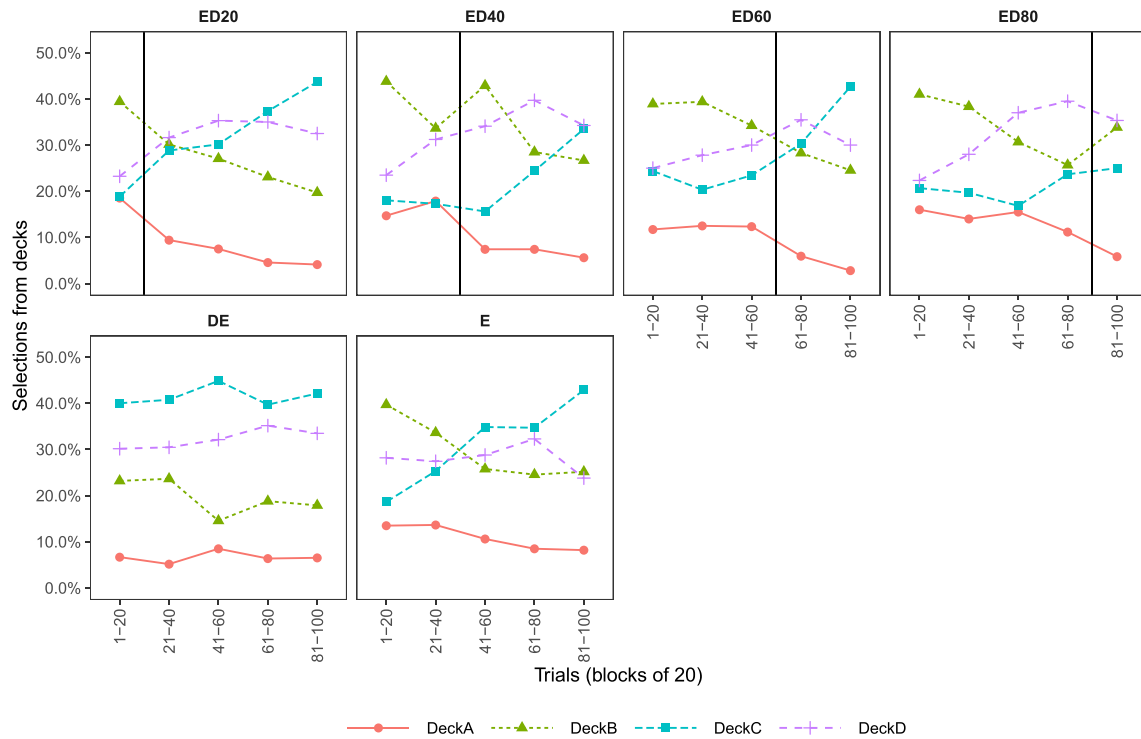 ED20 ED40 ED60 ED80
50.0%
40.0%
30.0%
20.0%
10.0%
0.0%
1−20 21−40 41−60 61−80 81−100 1−20 21−40 41−60 61−80 81−100
DE E
50.0%
40.0%
30.0%
20.0%
10.0%
0.0%
1−20 21−40 41−60 61−80 81−100 1−20 21−40 41−60 61−80 81−100
Selections from decks
Trials (blocks of 20)
DeckA DeckB DeckC DeckD